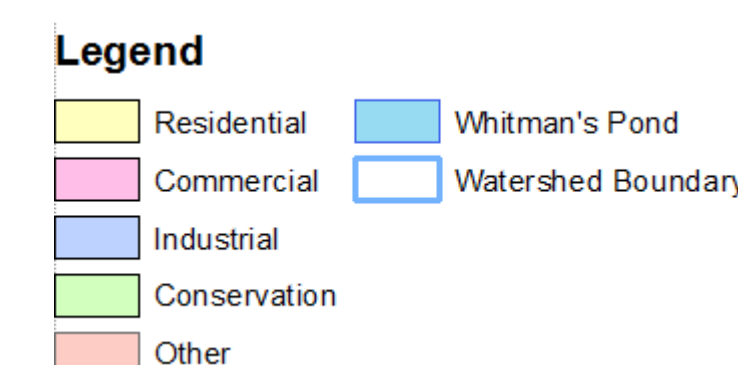 Legend
Residential
Commercial
Industrial
Conservation
Other
Whitman's Pond
Watershed Boundary